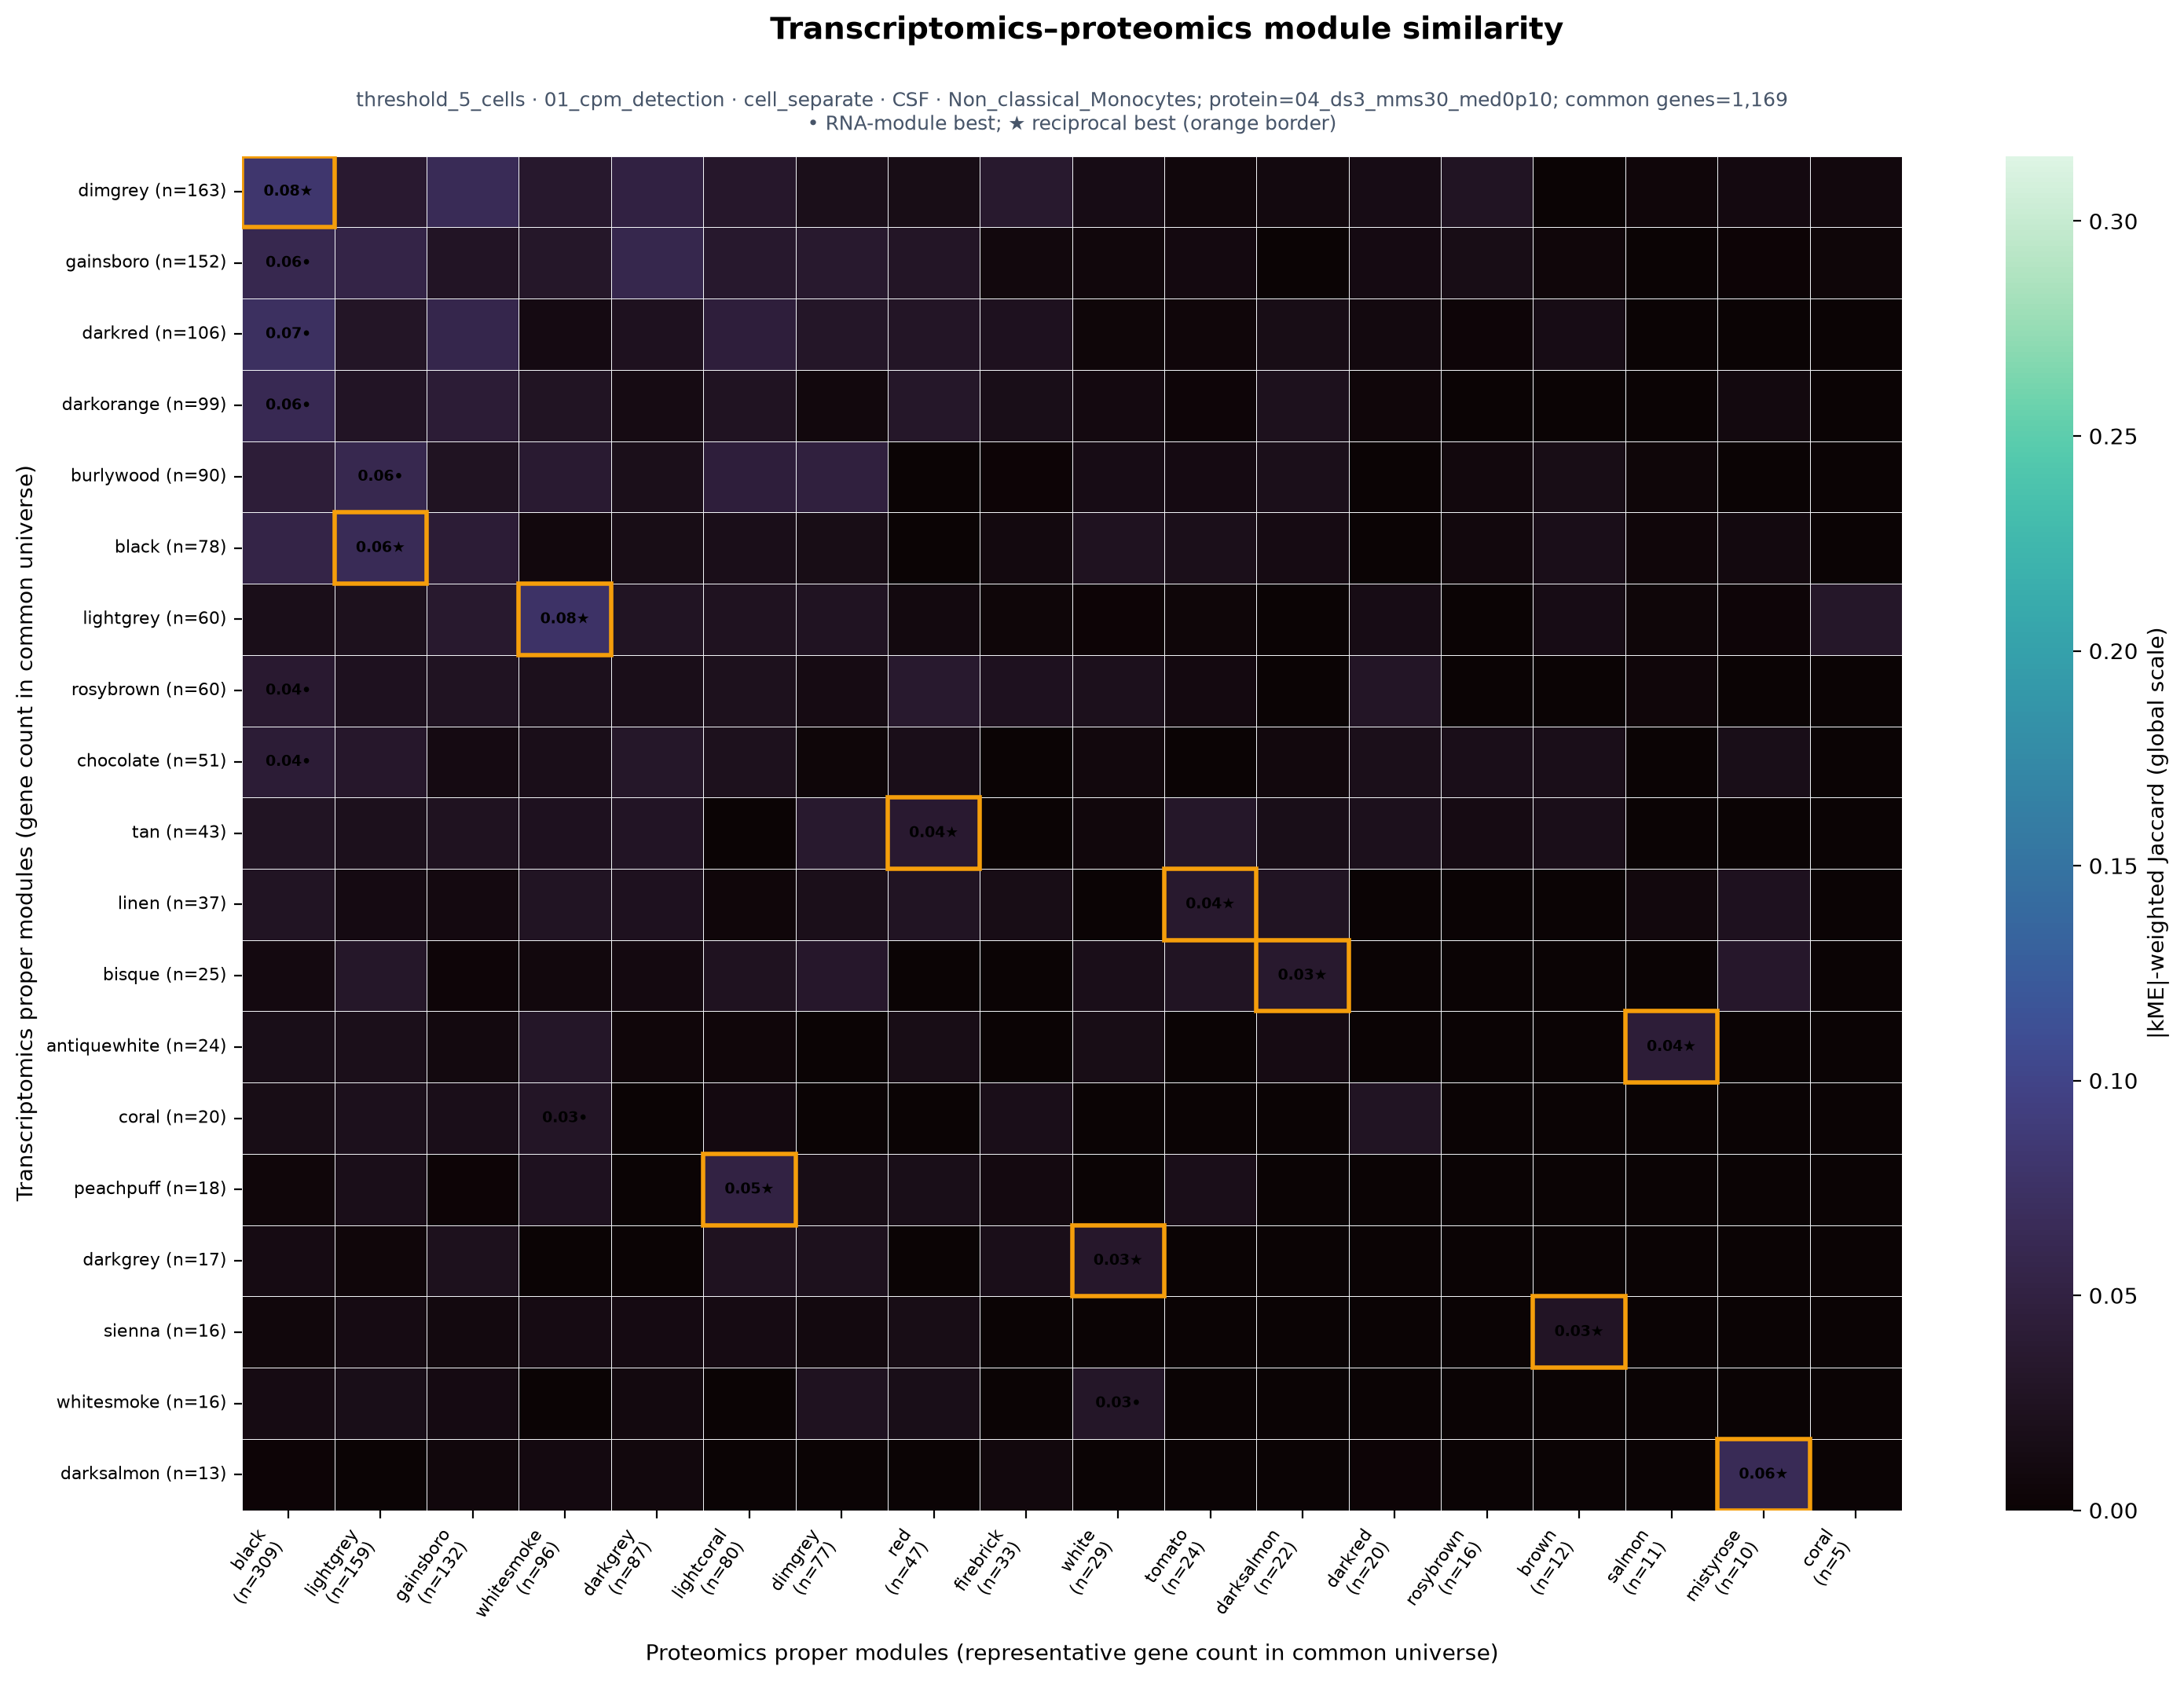 Transcriptomics–proteomics module similarity
threshold_5_cells · 01_cpm_detection · cell_separate · CSF · Non_classical_Monocytes; protein=04_ds3_mms30_med0p10; common genes=1,169
• RNA-module best; ★ reciprocal best (orange border)
Transcriptomics proper modules (gene count in common universe)
dimgrey (n=163)
0.08★
gainsboro (n=152)
0.06•
darkred (n=106)
0.07•
darkorange (n=99)
0.06•
burlywood (n=90)
0.06•
black (n=78)
0.06★
lightgrey (n=60)
0.08★
rosybrown (n=60)
0.04•
chocolate (n=51)
0.04•
tan (n=43)
0.04★
linen (n=37)
0.04★
bisque (n=25)
0.03★
antiquewhite (n=24)
0.04★
coral (n=20)
0.03•
peachpuff (n=18)
0.05★
darkgrey (n=17)
0.03★
sienna (n=16)
0.03★
whitesmoke (n=16)
0.03•
darksalmon (n=13)
0.06★
black
(n=309)
lightgrey
(n=159)
gainsboro
(n=132)
whitesmoke
(n=96)
darkgrey
(n=87)
lightcoral
(n=80)
dimgrey
(n=77)
red
(n=47)
firebrick
(n=33)
white
(n=29)
tomato
(n=24)
darksalmon
(n=22)
darkred
(n=20)
rosybrown
(n=16)
brown
(n=12)
salmon
(n=11)
mistyrose
(n=10)
coral
(n=5)
Proteomics proper modules (representative gene count in common universe)
0.30
0.25
0.20
0.15
0.10
0.05
0.00
|kME|-weighted Jaccard (global scale)